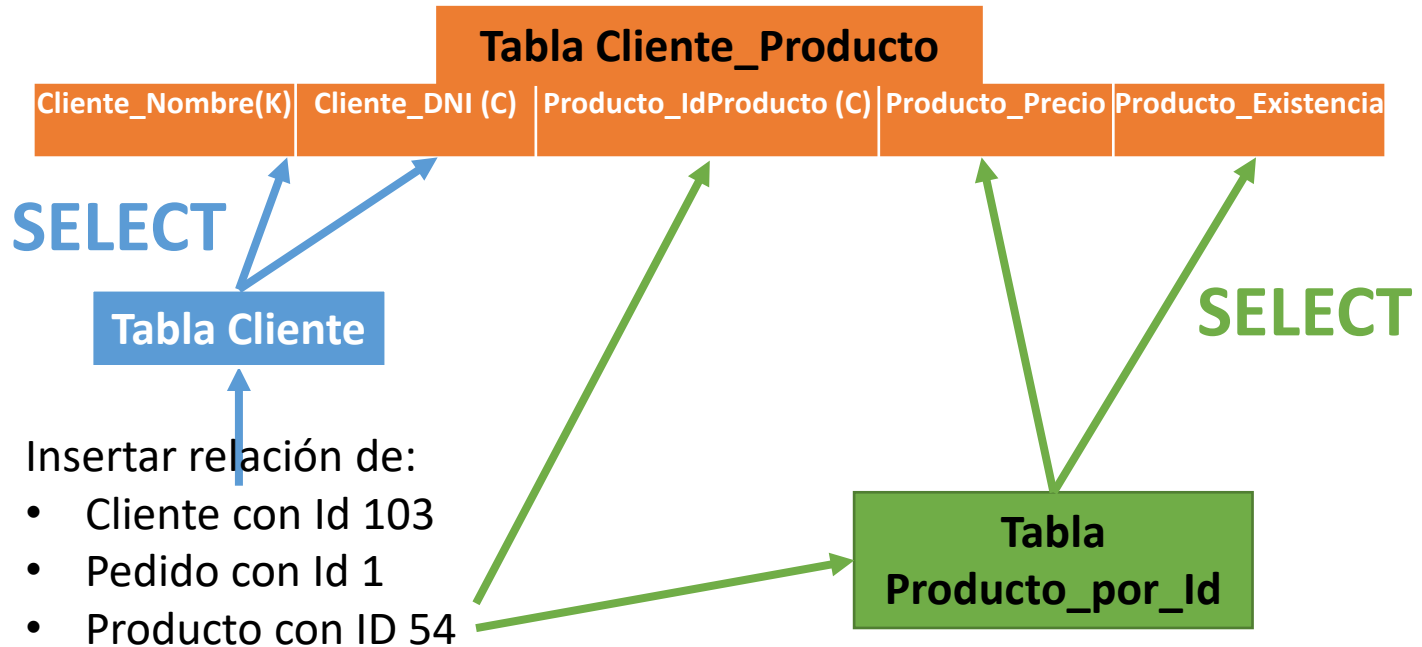 Tabla Cliente_Producto
Cliente_Nombre(K) Cliente_DNI (C) Producto_IdProducto (C) Producto_Precio Producto_Existencia
SELECT
SELECT
Tabla Cliente
Insertar relación de:
• Cliente con Id 103
• Pedido con Id 1
• Producto con ID 54
Tabla
Producto_por_Id